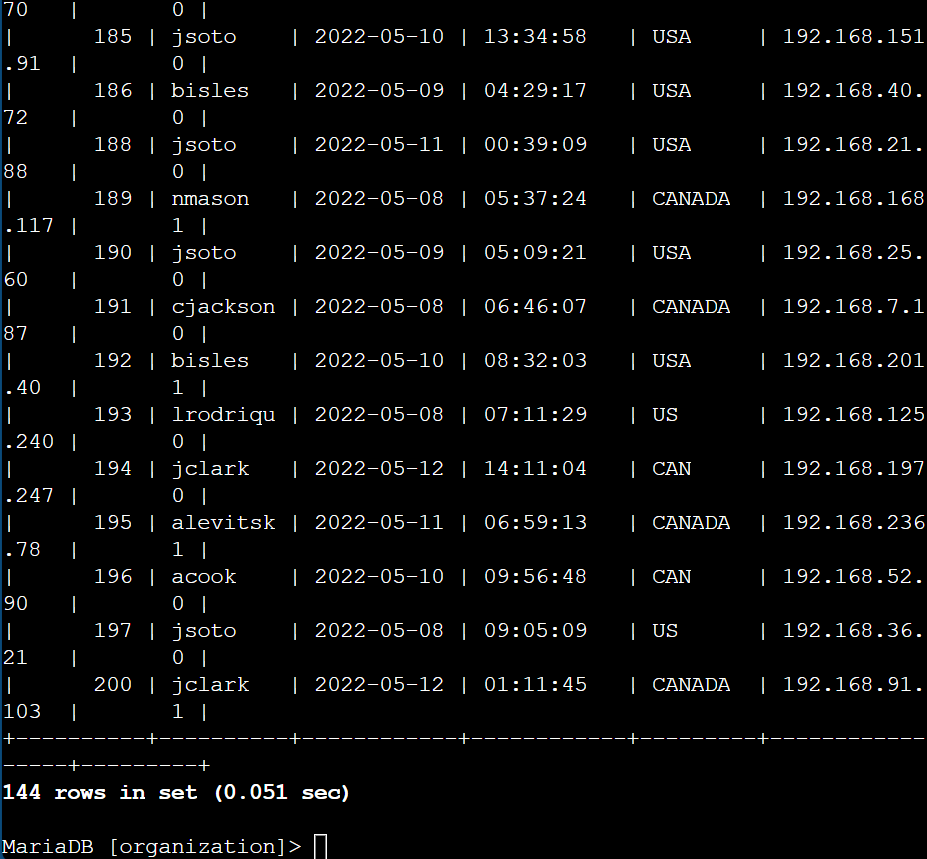 70   |       0 |
|      185 | jsoto    | 2022-05-10 | 13:34:58   | USA     | 192.168.151
.91  |       0 |
|      186 | bisles   | 2022-05-09 | 04:29:17   | USA     | 192.168.40.
72   |       0 |
|      188 | jsoto    | 2022-05-11 | 00:39:09   | USA     | 192.168.21.
88   |       0 |
|      189 | nmason   | 2022-05-08 | 05:37:24   | CANADA  | 192.168.168
.117 |       1 |
|      190 | jsoto    | 2022-05-09 | 05:09:21   | USA     | 192.168.25.
60   |       0 |
|      191 | cjackson | 2022-05-08 | 06:46:07   | CANADA  | 192.168.7.1
87   |       0 |
|      192 | bisles   | 2022-05-10 | 08:32:03   | USA     | 192.168.201
.40  |       1 |
|      193 | lrodriqu | 2022-05-08 | 07:11:29   | US      | 192.168.125
.240 |       0 |
|      194 | jclark   | 2022-05-12 | 14:11:04   | CAN     | 192.168.197
.247 |       0 |
|      195 | alevitsk | 2022-05-11 | 06:59:13   | CANADA  | 192.168.236
.78  |       1 |
|      196 | acook    | 2022-05-10 | 09:56:48   | CAN     | 192.168.52.
90   |       0 |
|      197 | jsoto    | 2022-05-08 | 09:05:09   | US      | 192.168.36.
21   |       0 |
|      200 | jclark   | 2022-05-12 | 01:11:45   | CANADA  | 192.168.91.
103  |       1 |
+----------+----------+------------+------------+---------+------------
-----+---------+
144 rows in set (0.051 sec)
MariaDB [organization]>